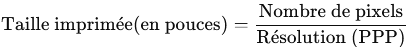 Taille imprimée(en pouces) = Nombre de pixels / Résolution (PPP)